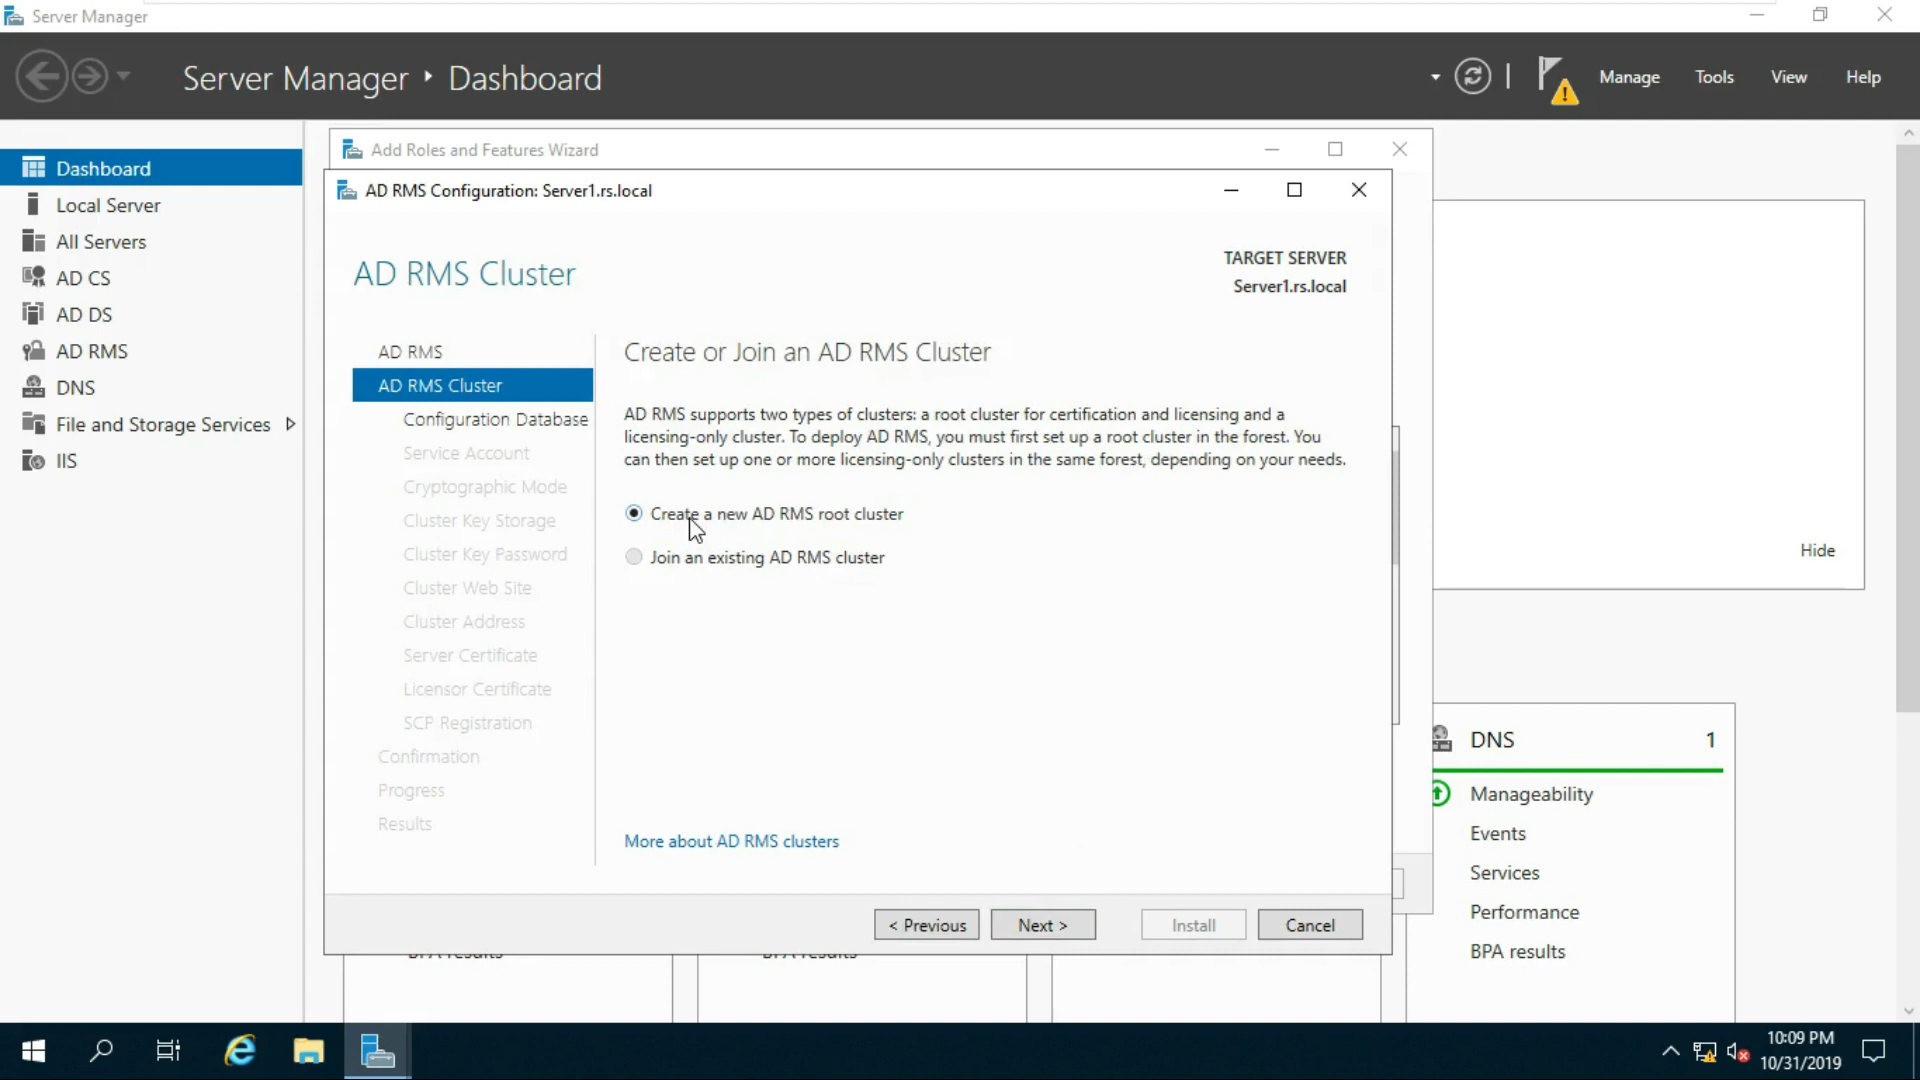 Server Manager
Server Manager ‣ Dashboard
Manage
Tools
View
Help
Dashboard
Local Server
All Servers
AD CS
AD DS
AD RMS
DNS
File and Storage Services
IIS
Add Roles and Features Wizard
AD RMS Configuration: Server1.rs.local
AD RMS Cluster
TARGET SERVER
Server1.rs.local
AD RMS
AD RMS Cluster
Configuration Database
Service Account
Cryptographic Mode
Cluster Key Storage
Cluster Key Password
Cluster Web Site
Cluster Address
Server Certificate
Licensor Certificate
SCP Registration
Confirmation
Progress
Results
Create or Join an AD RMS Cluster
AD RMS supports two types of clusters: a root cluster for certification and licensing and a
licensing-only cluster. To deploy AD RMS, you must first set up a root cluster in the forest. You
can then set up one or more licensing-only clusters in the same forest, depending on your needs.
Create a new AD RMS root cluster
Join an existing AD RMS cluster
More about AD RMS clusters
< Previous
Next >
Install
Cancel
Hide
DNS 1
Manageability
Events
Services
Performance
BPA results
BPA results
BPA results
10:09 PM
10/31/2019